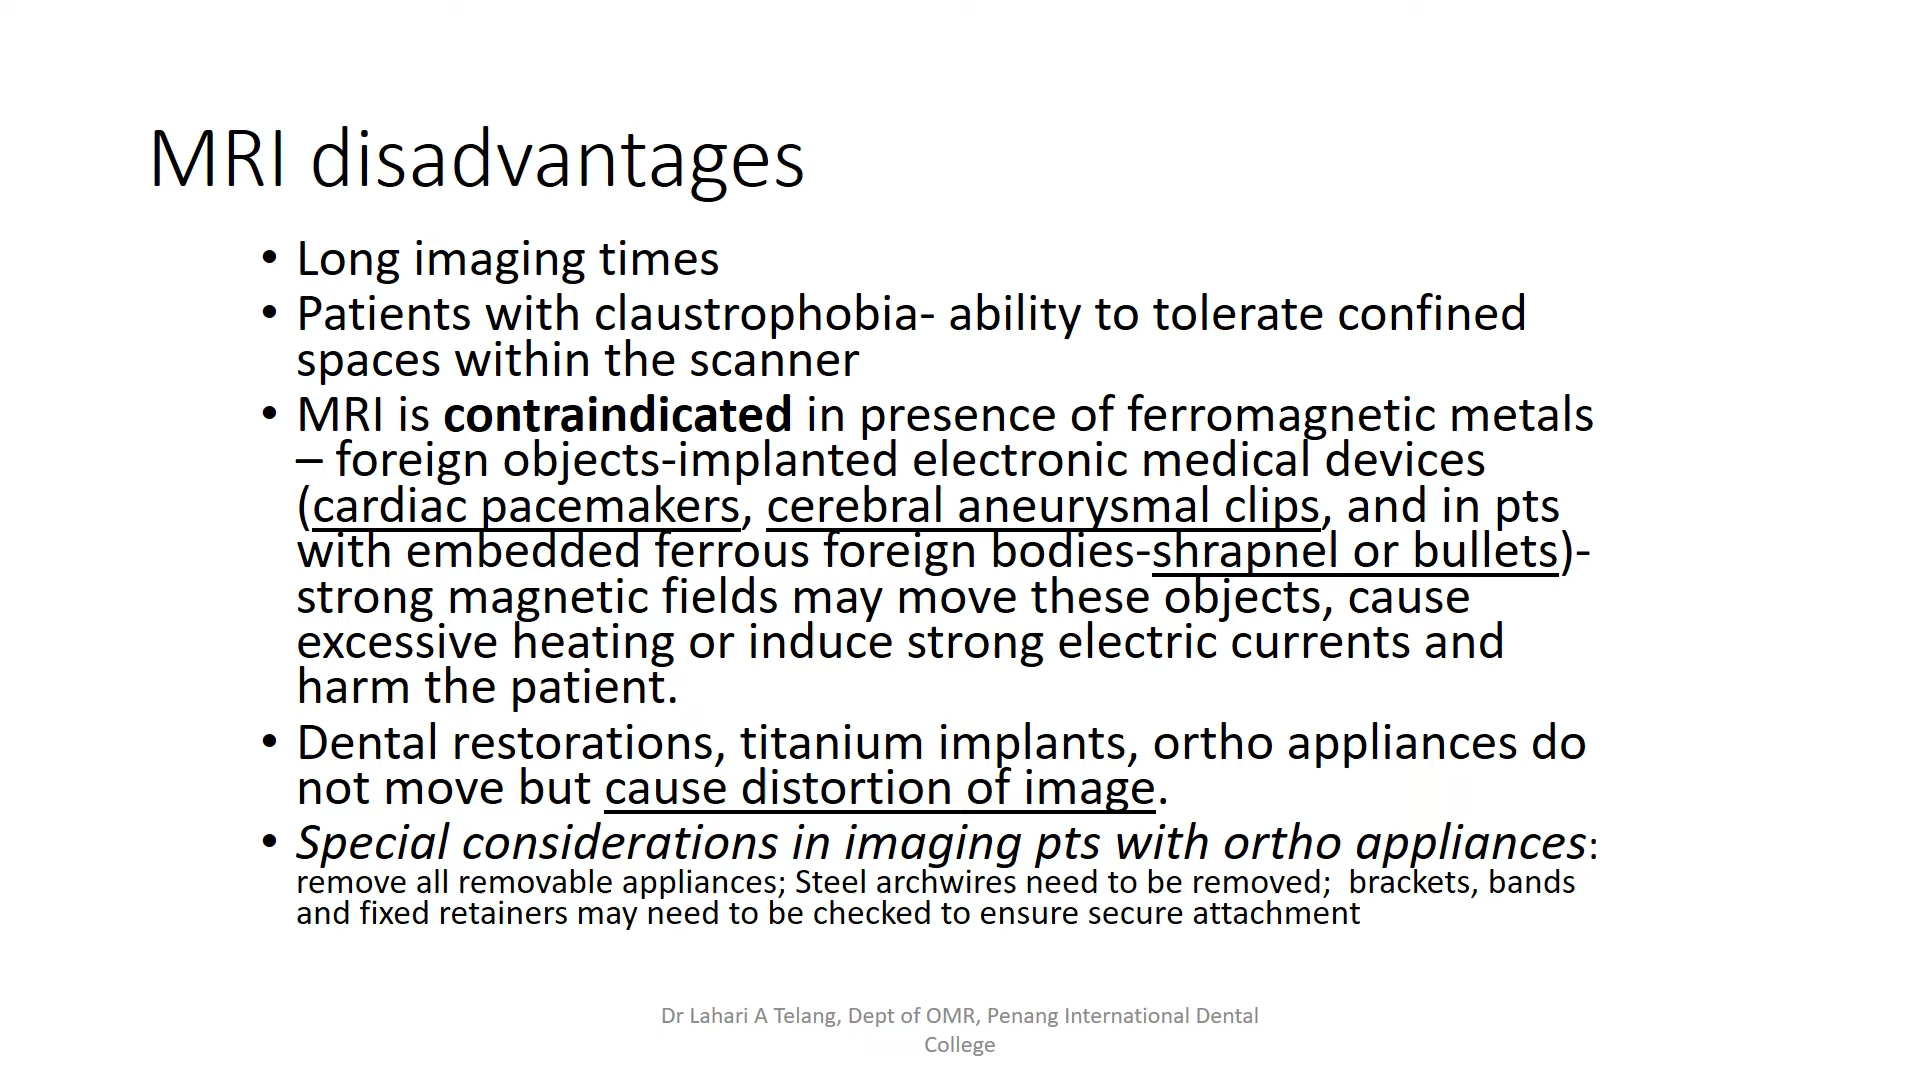 MRI disadvantages
• Long imaging times
• Patients with claustrophobia- ability to tolerate confined
spaces within the scanner
• MRI is contraindicated in presence of ferromagnetic metals
– foreign objects-implanted electronic medical devices
(cardiac pacemakers, cerebral aneurysmal clips, and in pts
with embedded ferrous foreign bodies-shrapnel or bullets)-
strong magnetic fields may move these objects, cause
excessive heating or induce strong electric currents and
harm the patient.
• Dental restorations, titanium implants, ortho appliances do
not move but cause distortion of image.
• Special considerations in imaging pts with ortho appliances:
remove all removable appliances; Steel archwires need to be removed;  brackets, bands
and fixed retainers may need to be checked to ensure secure attachment
Dr Lahari A Telang, Dept of OMR, Penang International Dental
College